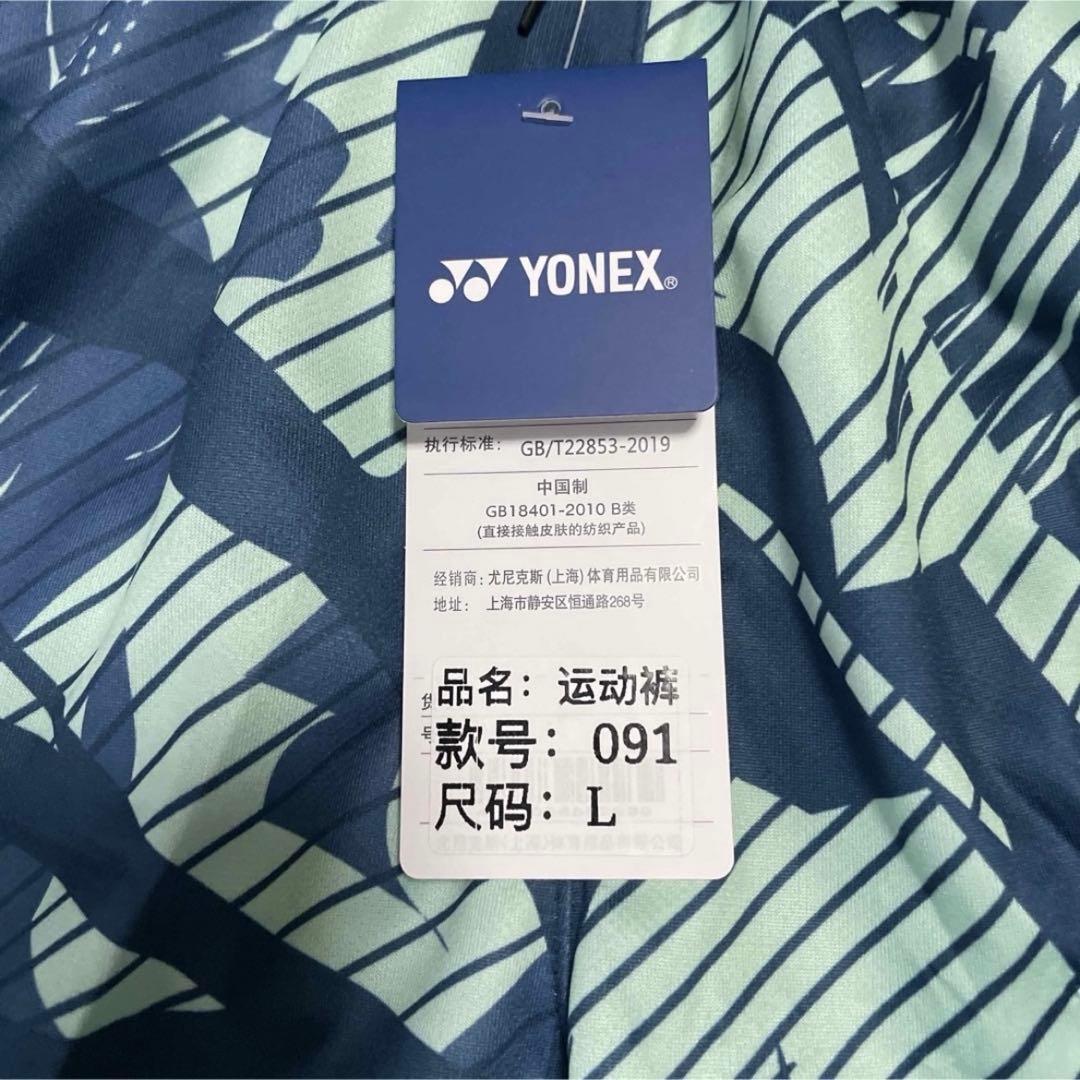 YONEX®
执行标准: GB/T22853-2019
中国制
GB18401-2010 B类
(直接接触皮肤的纺织产品)
经销商: 尤尼克斯 (上海) 体育用品有限公司
地址: 上海市静安区恒通路268号
品名: 运动裤
款号: 091
尺码: L